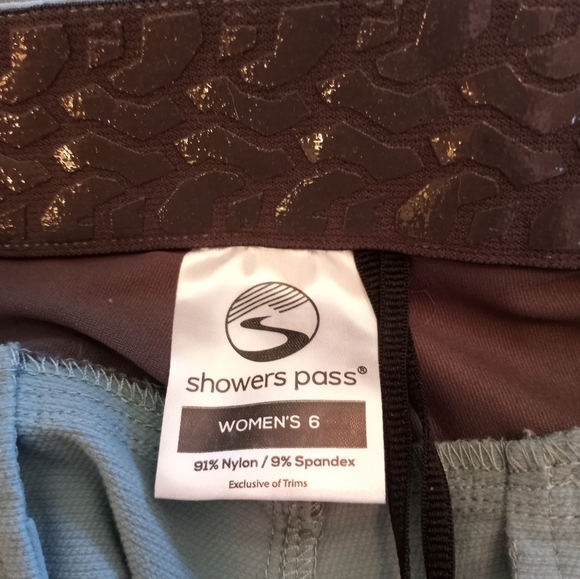 showers pass®
WOMEN'S 6
91% Nylon / 9% Spandex
Exclusive of Trims